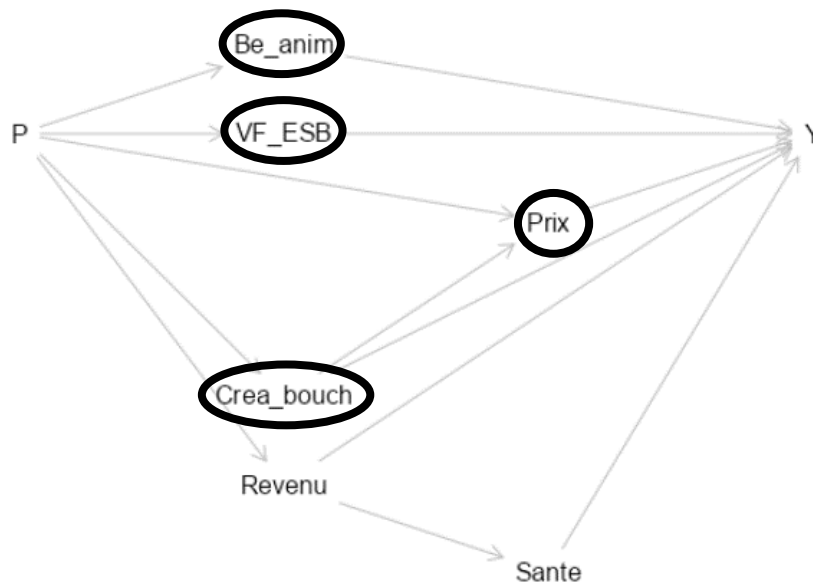 Be_anim
P
VF_ESB
Y
Prix
Crea_bouch
Revenu
Sante